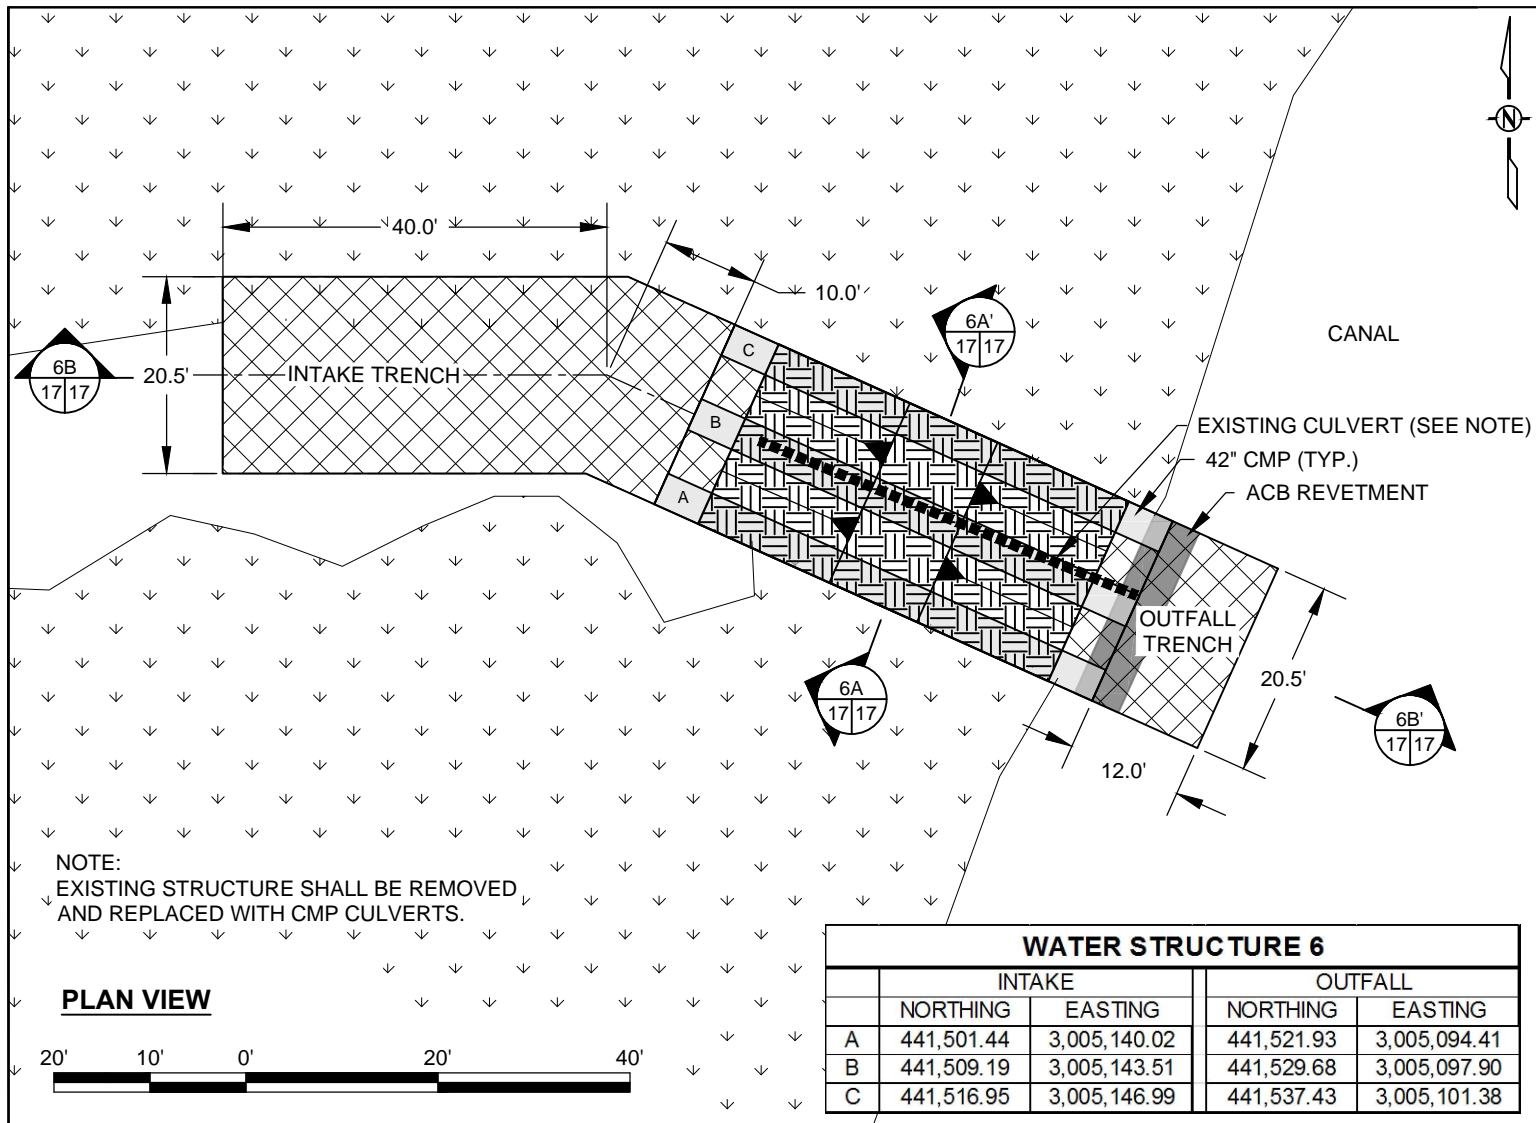 N
40.0'
10.0'
6A'
17 17
CANAL
6B
17 17
20.5'
INTAKE TRENCH
C
B
A
EXISTING CULVERT (SEE NOTE)
42" CMP (TYP.)
ACB REVETMENT
OUTFALL
TRENCH
20.5'
6A
17 17
6B'
17 17
12.0'
NOTE:
EXISTING STRUCTURE SHALL BE REMOVED
AND REPLACED WITH CMP CULVERTS.
PLAN VIEW
20' 10' 0' 20' 40'
WATER STRUCTURE 6
INTAKE OUTFALL
NORTHING EASTING NORTHING EASTING
A 441,501.44 3,005,140.02 441,521.93 3,005,094.41
B 441,509.19 3,005,143.51 441,529.68 3,005,097.90
C 441,516.95 3,005,146.99 441,537.43 3,005,101.38